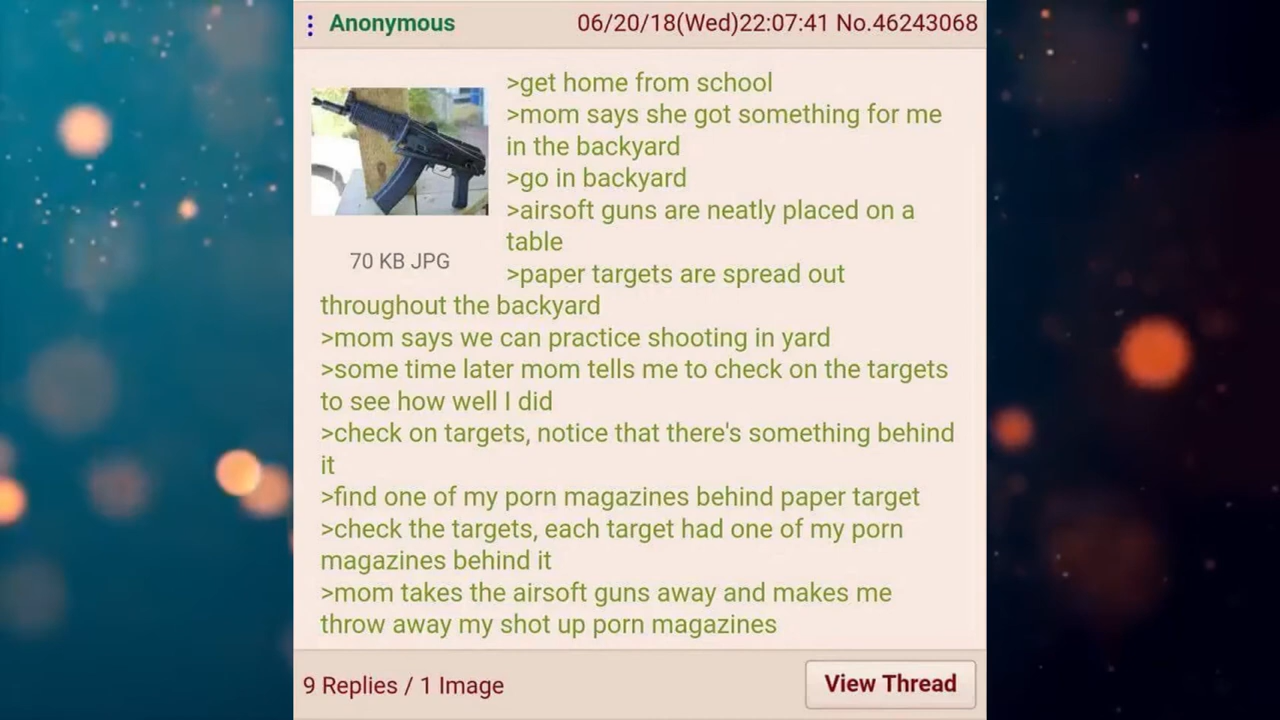 Anonymous 06/20/18(Wed)22:07:41 No.46243068
>get home from school
>mom says she got something for me
in the backyard
>go in backyard
>airsoft guns are neatly placed on a
table
70 KB JPG
>paper targets are spread out
throughout the backyard
>mom says we can practice shooting in yard
>some time later mom tells me to check on the targets
to see how well I did
>check on targets, notice that there's something behind
it
>find one of my porn magazines behind paper target
>check the targets, each target had one of my porn
magazines behind it
>mom takes the airsoft guns away and makes me
throw away my shot up porn magazines
9 Replies / 1 Image
View Thread